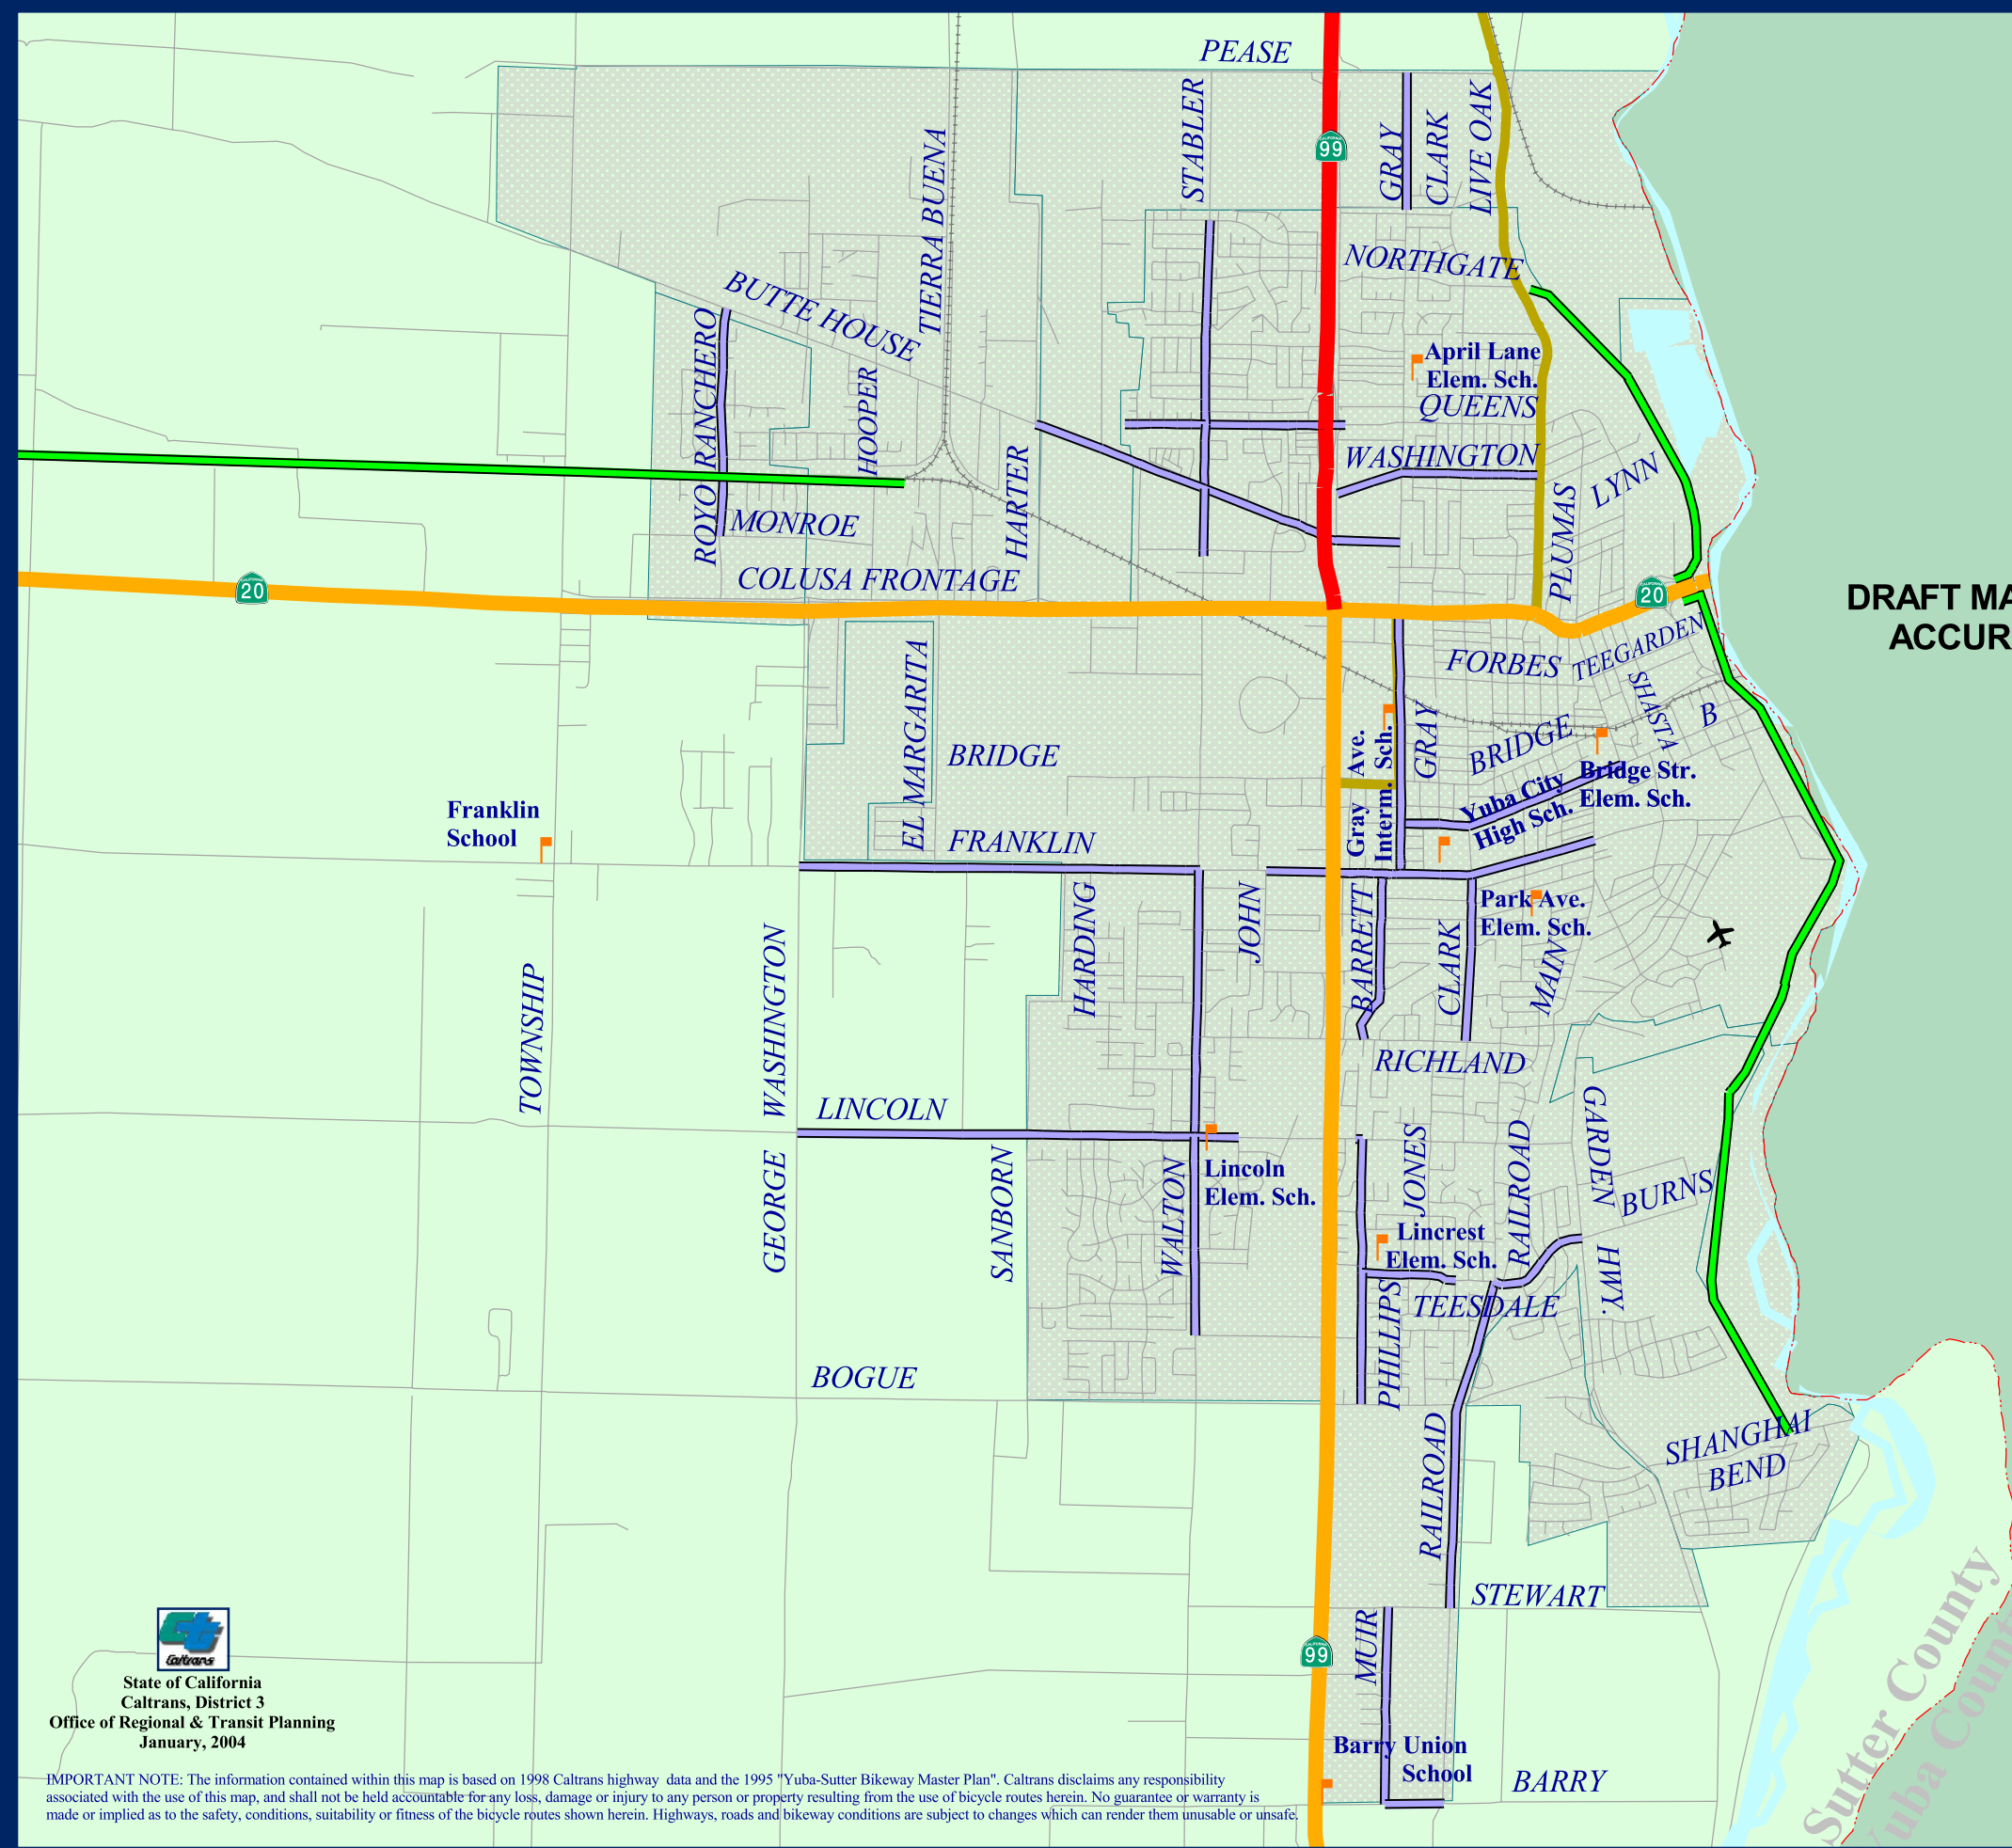 PEASE
STABLER
99
GRAY
CLARK
LIVE OAK
TIERRA BUENA
NORTHGATE
BUTTE HOUSE
ROYO RANCHERO
HOOPER
April Lane
Elem. Sch.
QUEENS
WASHINGTON
LYNN
HARTER
MONROE
PLUMAS
COLUSA FRONTAGE
20
20
DRAFT MA
ACCUR
FORBES
TEEGARDEN
SHASTA
B
EL MARGARITA
BRIDGE
GRAY
BRIDGE
Gray Ave.
Interm. Sch.
Bridge Str.
Elem. Sch.
Yuba City
High Sch.
Franklin
School
FRANKLIN
HARDING
JOHN
BARRETT
CLARK
Park Ave.
Elem. Sch.
MAIN
TOWNSHIP
GEORGE WASHINGTON
RICHLAND
LINCOLN
GARDEN HWY.
SANBORN
WALTON
Lincoln
Elem. Sch.
JONES
RAILROAD
BURNS
Lincrest
Elem. Sch.
PHILLIPS
TEESDALE
BOGUE
RAILROAD
SHANGHAI
BEND
STEWART
MUIR
99
Barry Union
School
BARRY
Sutter County
Yuba Count
Caltrans
State of California
Caltrans, District 3
Office of Regional & Transit Planning
January, 2004
IMPORTANT NOTE: The information contained within this map is based on 1998 Caltrans highway data and the 1995 "Yuba-Sutter Bikeway Master Plan". Caltrans disclaims any responsibility
associated with the use of this map, and shall not be held accountable for any loss, damage or injury to any person or property resulting from the use of bicycle routes herein. No guarantee or warranty is
made or implied as to the safety, conditions, suitability or fitness of the bicycle routes shown herein. Highways, roads and bikeway conditions are subject to changes which can render them unusable or unsafe.